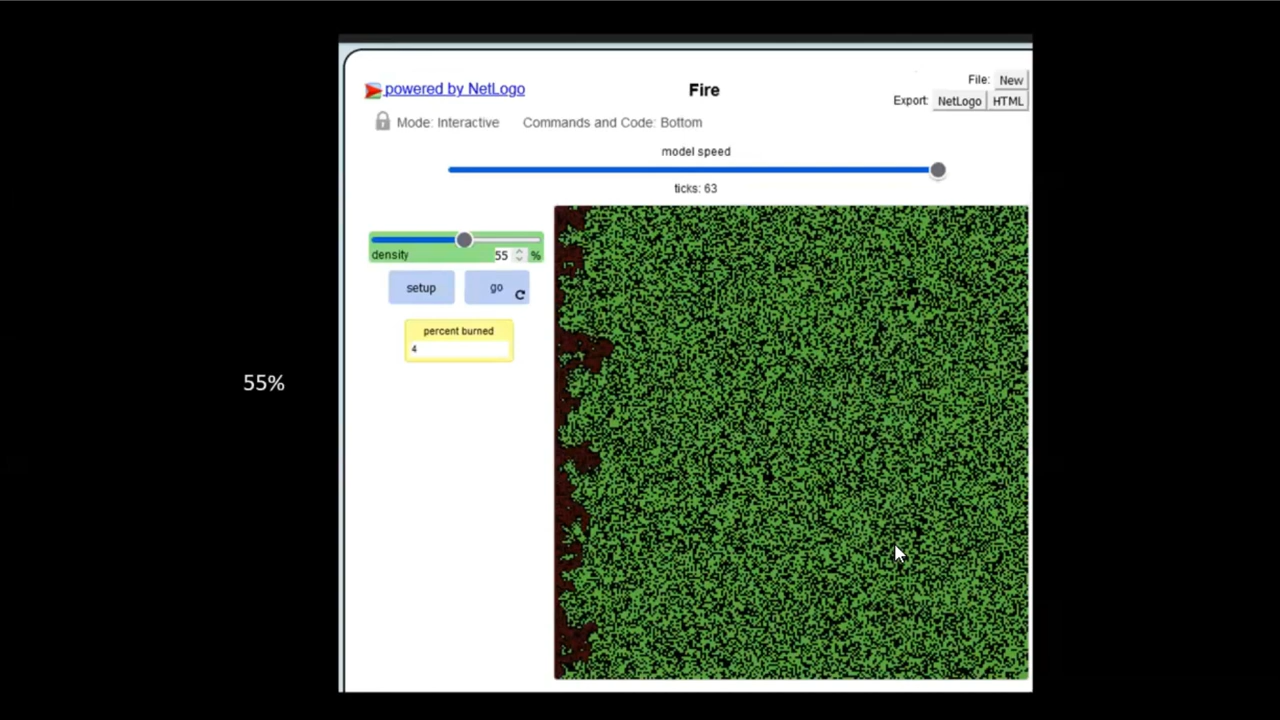 powered by NetLogo
Fire
File: New
Export: NetLogo HTML
Mode: Interactive
Commands and Code: Bottom
model speed
ticks: 63
density 55 %
setup
go
percent burned
4
55%